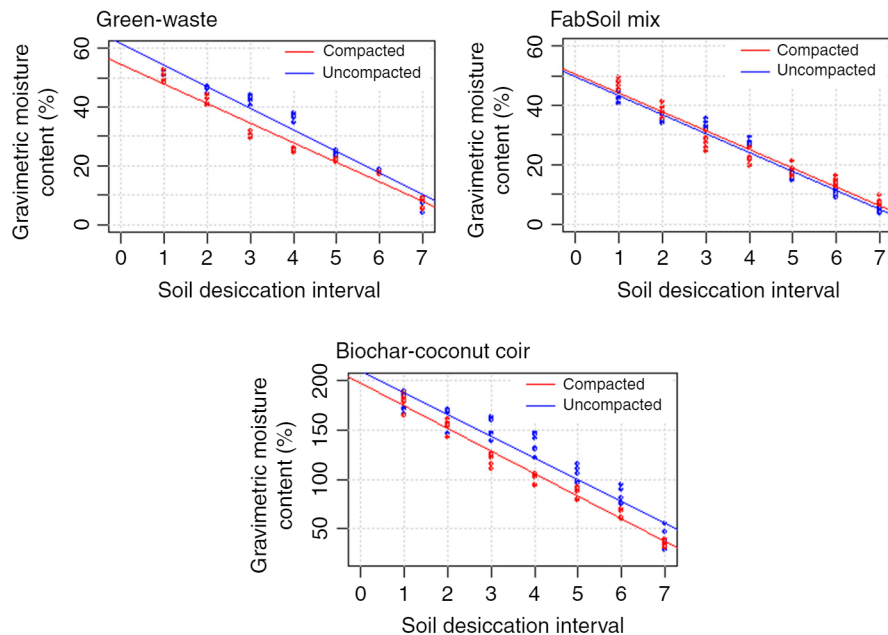 Green-waste
60
40
20
0
Gravimetric moisture
content (%)
Compacted
Uncompacted
0 1 2 3 4 5 6 7
Soil desiccation interval
FabSoil mix
60
40
20
0
Gravimetric moisture
content (%)
Compacted
Uncompacted
0 1 2 3 4 5 6 7
Soil desiccation interval
Biochar-coconut coir
200
150
100
50
Gravimetric moisture
content (%)
Compacted
Uncompacted
0 1 2 3 4 5 6 7
Soil desiccation interval